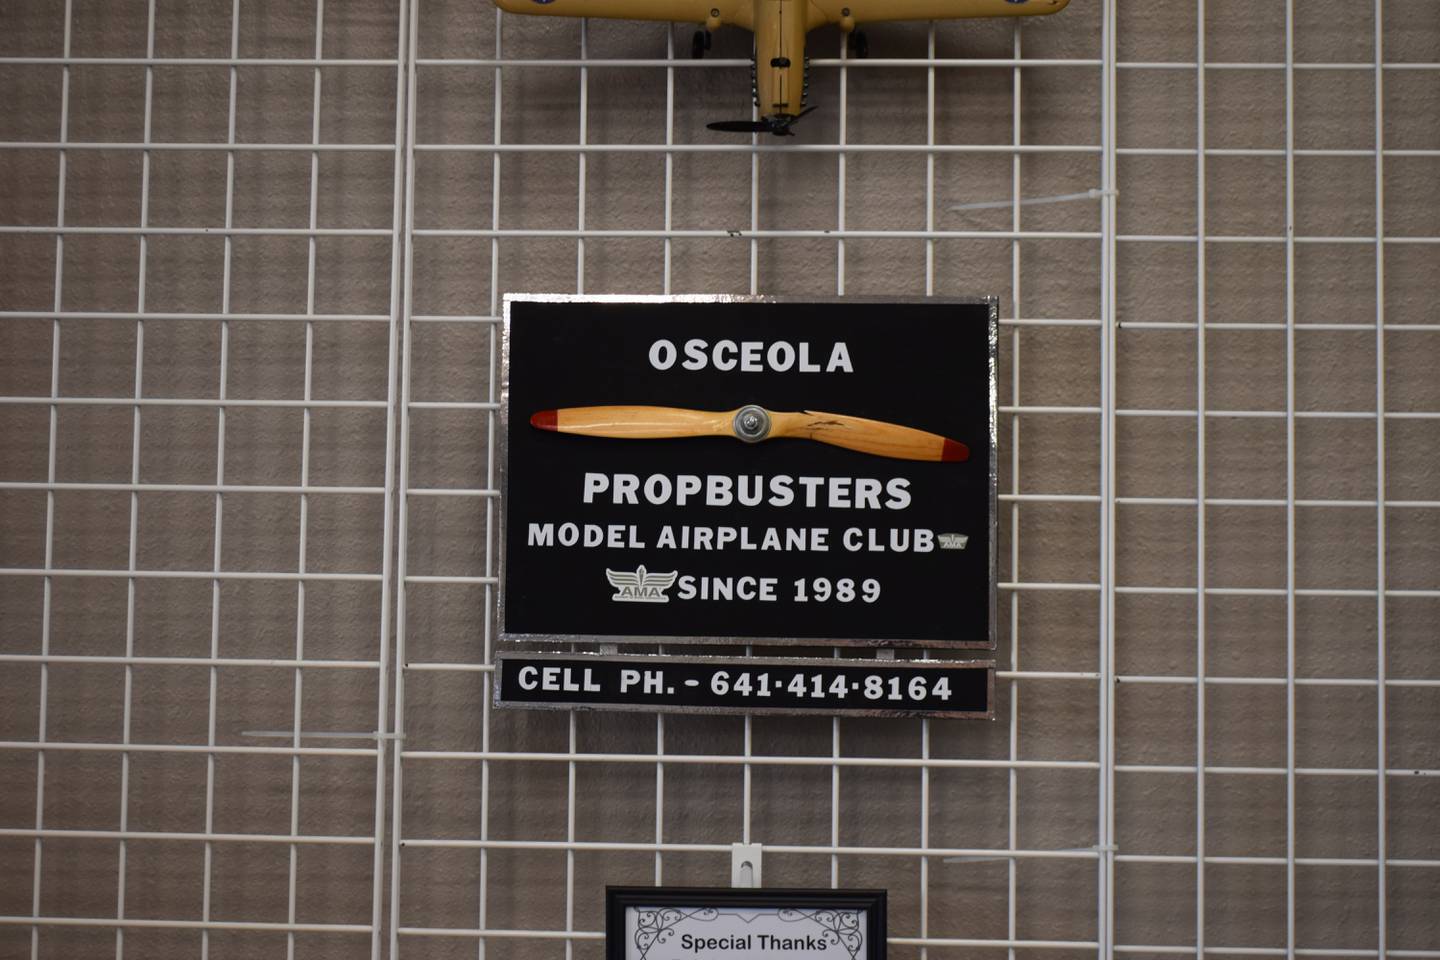 OSCEOLA
PROPBUSTERS
MODEL AIRPLANE CLUB AMA
AMA SINCE 1989
CELL PH. - 641·414·8164
Special Thanks